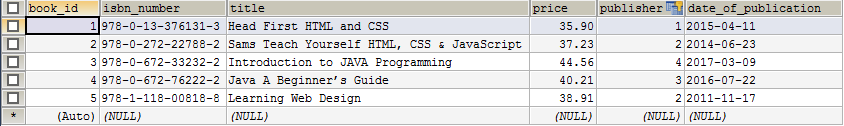 book_id isbn_number title price publisher date_of_publication
1 978-0-13-376131-3 Head First HTML and CSS 35.90 1 2015-04-11
2 978-0-272-22788-2 Sams Teach Yourself HTML, CSS & JavaScript 37.23 2 2014-06-23
3 978-0-672-33232-2 Introduction to JAVA Programming 44.56 4 2017-03-09
4 978-0-672-76222-2 Java A Beginner’s Guide 40.21 3 2016-07-22
5 978-1-118-00818-8 Learning Web Design 38.91 2 2011-11-17
* (Auto) (NULL) (NULL) (NULL) (NULL) (NULL)